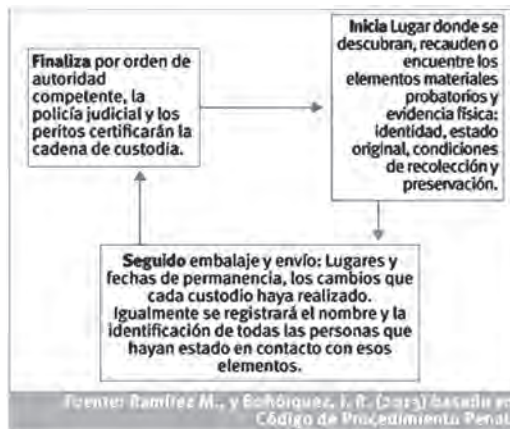 Inicia Lugar donde se
descubran, recauden o
encuentre los
elementos materiales
probatorios y
evidencia física:
identidad, estado
original, condiciones
de recolección y
preservación.
Finaliza por orden de
autoridad
competente, la
policía judicial y los
peritos certificarán la
cadena de custodia.
Seguido embalaje y envío: Lugares y
fechas de permanencia, los cambios que
cada custodio haya realizado.
Igualmente se registrará el nombre y la
identificación de todas las personas que
hayan estado en contacto con esos
elementos.
Fuente: Ramírez M., y Bohórquez, I. R. (2013) basado en
Código de Procedimiento Penal